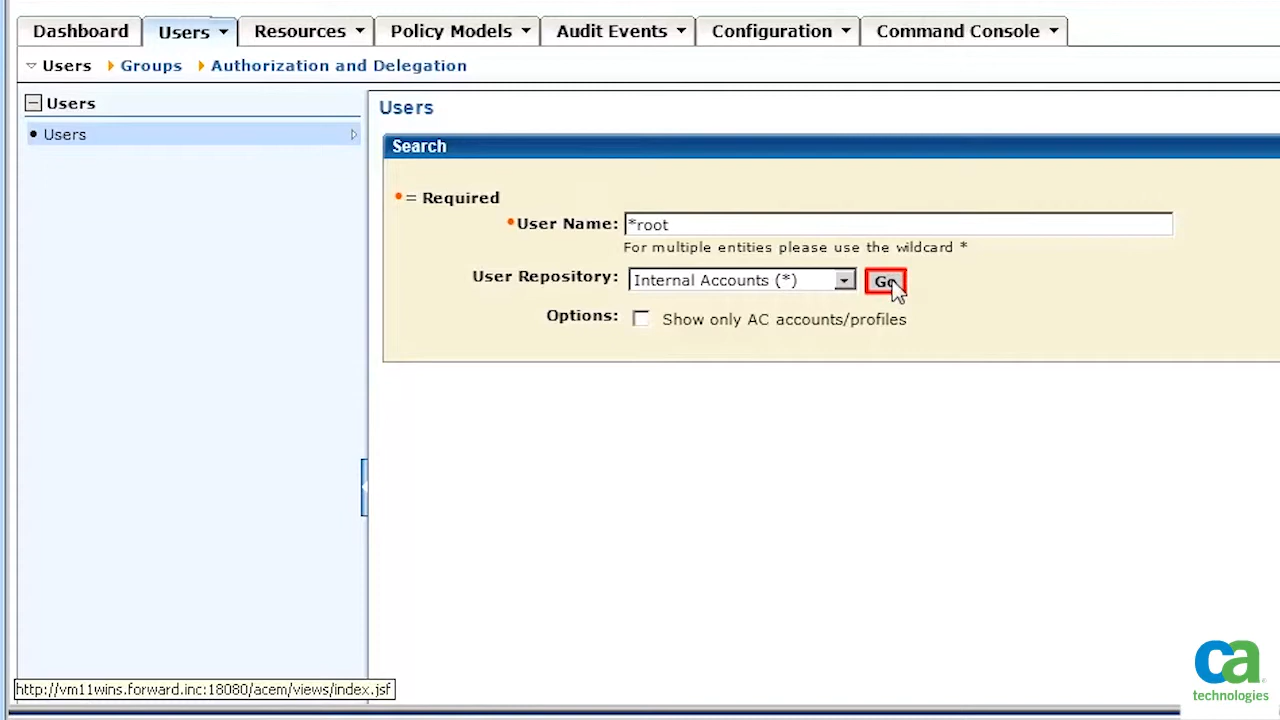 Dashboard Users Resources Policy Models Audit Events Configuration Command Console
Users Groups Authorization and Delegation
Users
Users
Users
Search
= Required
User Name: *root
For multiple entities please use the wildcard *
User Repository: Internal Accounts (*) Go
Options: Show only AC accounts/profiles
http://vm11wins.forward.inc:18080/acem/views/index.jsf
ca
technologies